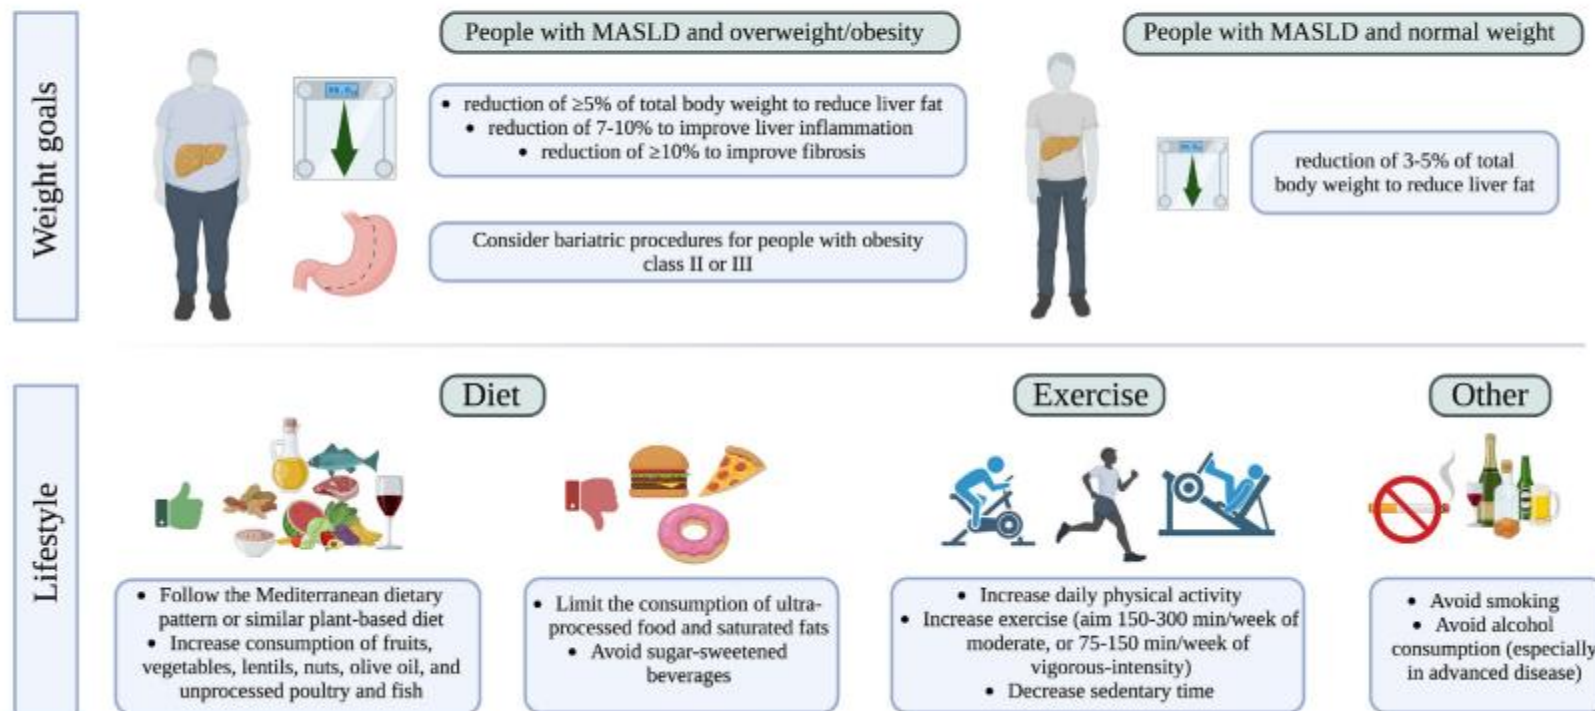 Weight goals
People with MASLD and overweight/obesity
• reduction of ≥5% of total body weight to reduce liver fat
• reduction of 7-10% to improve liver inflammation
• reduction of ≥10% to improve fibrosis
Consider bariatric procedures for people with obesity
class II or III
People with MASLD and normal weight
reduction of 3-5% of total
body weight to reduce liver fat
Lifestyle
Diet
• Follow the Mediterranean dietary
pattern or similar plant-based diet
• Increase consumption of fruits,
vegetables, lentils, nuts, olive oil, and
unprocessed poultry and fish
• Limit the consumption of ultra-
processed food and saturated fats
• Avoid sugar-sweetened
beverages
Exercise
• Increase daily physical activity
• Increase exercise (aim 150-300 min/week of
moderate, or 75-150 min/week of
vigorous-intensity)
• Decrease sedentary time
Other
• Avoid smoking
• Avoid alcohol
consumption (especially
in advanced disease)